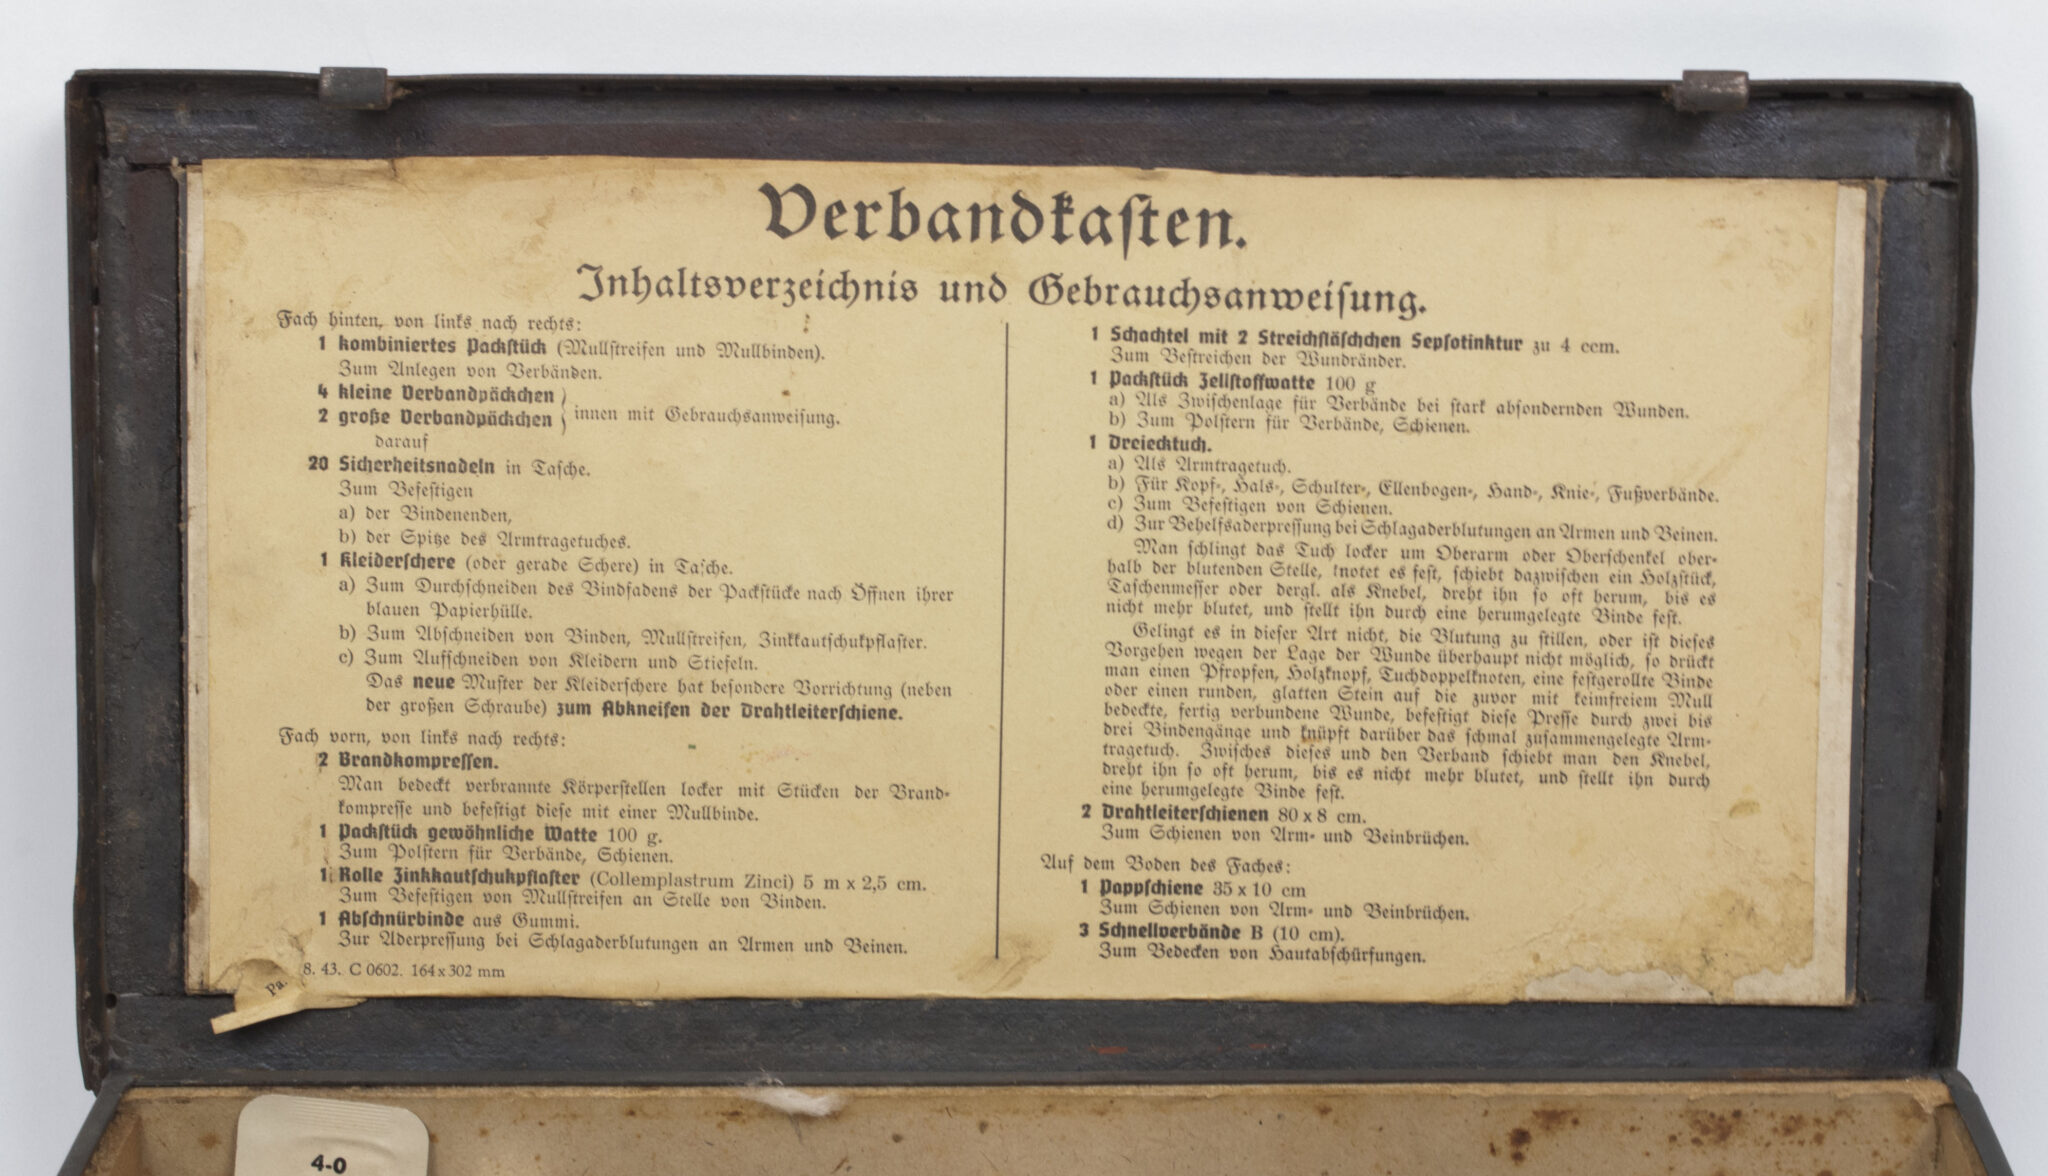 Verbandkasten.
Inhaltsverzeichnis und Gebrauchsanweisung.
Fach hinten, von links nach rechts:
1 kombiniertes Packstück (Mullstreifen und Mullbinden).
Zum Anlegen von Verbänden.
4 kleine Verbandpäckchen
2 große Verbandpäckchen } innen mit Gebrauchsanweisung.
darauf
20 Sicherheitsnadeln in Tasche.
Zum Befestigen
a) der Bindenenden,
b) der Spitze des Armtragetuches.
1 Kleiderschere (oder gerade Schere) in Tasche.
a) Zum Durchschneiden des Bindfadens der Packstücke nach Öffnen ihrer
blauen Papierhülle.
b) Zum Abschneiden von Binden, Mullstreifen, Zinkkautschukpflaster.
c) Zum Aufschneiden von Kleidern und Stiefeln.
Das neue Muster der Kleiderschere hat besondere Vorrichtung (neben
der großen Schraube) zum Abkneifen der Drahtleiterschiene.
Fach vorn, von links nach rechts:
2 Brandkompressen.
Man bedeckt verbrannte Körperstellen locker mit Stücken der Brand-
kompresse und befestigt diese mit einer Mullbinde.
1 Packstück gewöhnliche Watte 100 g.
Zum Polstern für Verbände, Schienen.
1 Rolle Zinkkautschukpflaster (Collemplastrum Zinci) 5 m x 2,5 cm.
Zum Befestigen von Mullstreifen an Stelle von Binden.
1 Abschnürbinde aus Gummi.
Zur Aderpressung bei Schlagaderblutungen an Armen und Beinen.
Pa. 8. 43. C 0602. 164 x 302 mm
1 Schachtel mit 2 Streichfläschchen Sepsotinktur zu 4 ccm.
Zum Bestreichen der Wundränder.
1 Packstück Zellstoffwatte 100 g
a) Als Zwischenlage für Verbände bei stark absondernden Wunden.
b) Zum Polstern für Verbände, Schienen.
1 Dreiecktuch.
a) Als Armtragetuch.
b) Für Kopf-, Hals-, Schulter-, Ellenbogen-, Hand-, Knie-, Fußverbände.
c) Zum Befestigen von Schienen.
d) Zur Behelfsaderpressung bei Schlagaderblutungen an Armen und Beinen.
Man schlingt das Tuch locker um Oberarm oder Oberschenkel ober-
halb der blutenden Stelle, knotet es fest, schiebt dazwischen ein Holzstück,
Taschenmesser oder dergl. als Knebel, dreht ihn so oft herum, bis es
nicht mehr blutet, und stellt ihn durch eine herumgelegte Binde fest.
Gelingt es in dieser Art nicht, die Blutung zu stillen, oder ist dieses
Vorgehen wegen der Lage der Wunde überhaupt nicht möglich, so drückt
man einen Pfropfen, Holzknopf, Tuchdoppelknoten, eine festgerollte Binde
oder einen runden, glatten Stein auf die zuvor mit keimfreiem Mull
bedeckte, fertig verbundene Wunde, befestigt diese Presse durch zwei bis
drei Bindengänge und knüpft darüber das schmal zusammengelegte Arm-
tragetuch. Zwisches dieses und den Verband schiebt man den Knebel,
dreht ihn so oft herum, bis es nicht mehr blutet, und stellt ihn durch
eine herumgelegte Binde fest.
2 Drahtleiterschienen 80 x 8 cm.
Zum Schienen von Arm- und Beinbrüchen.
Auf dem Boden des Faches:
1 Pappschiene 35 x 10 cm
Zum Schienen von Arm- und Beinbrüchen.
3 Schnellverbände B (10 cm).
Zum Bedecken von Hautabschürfungen.
4-0